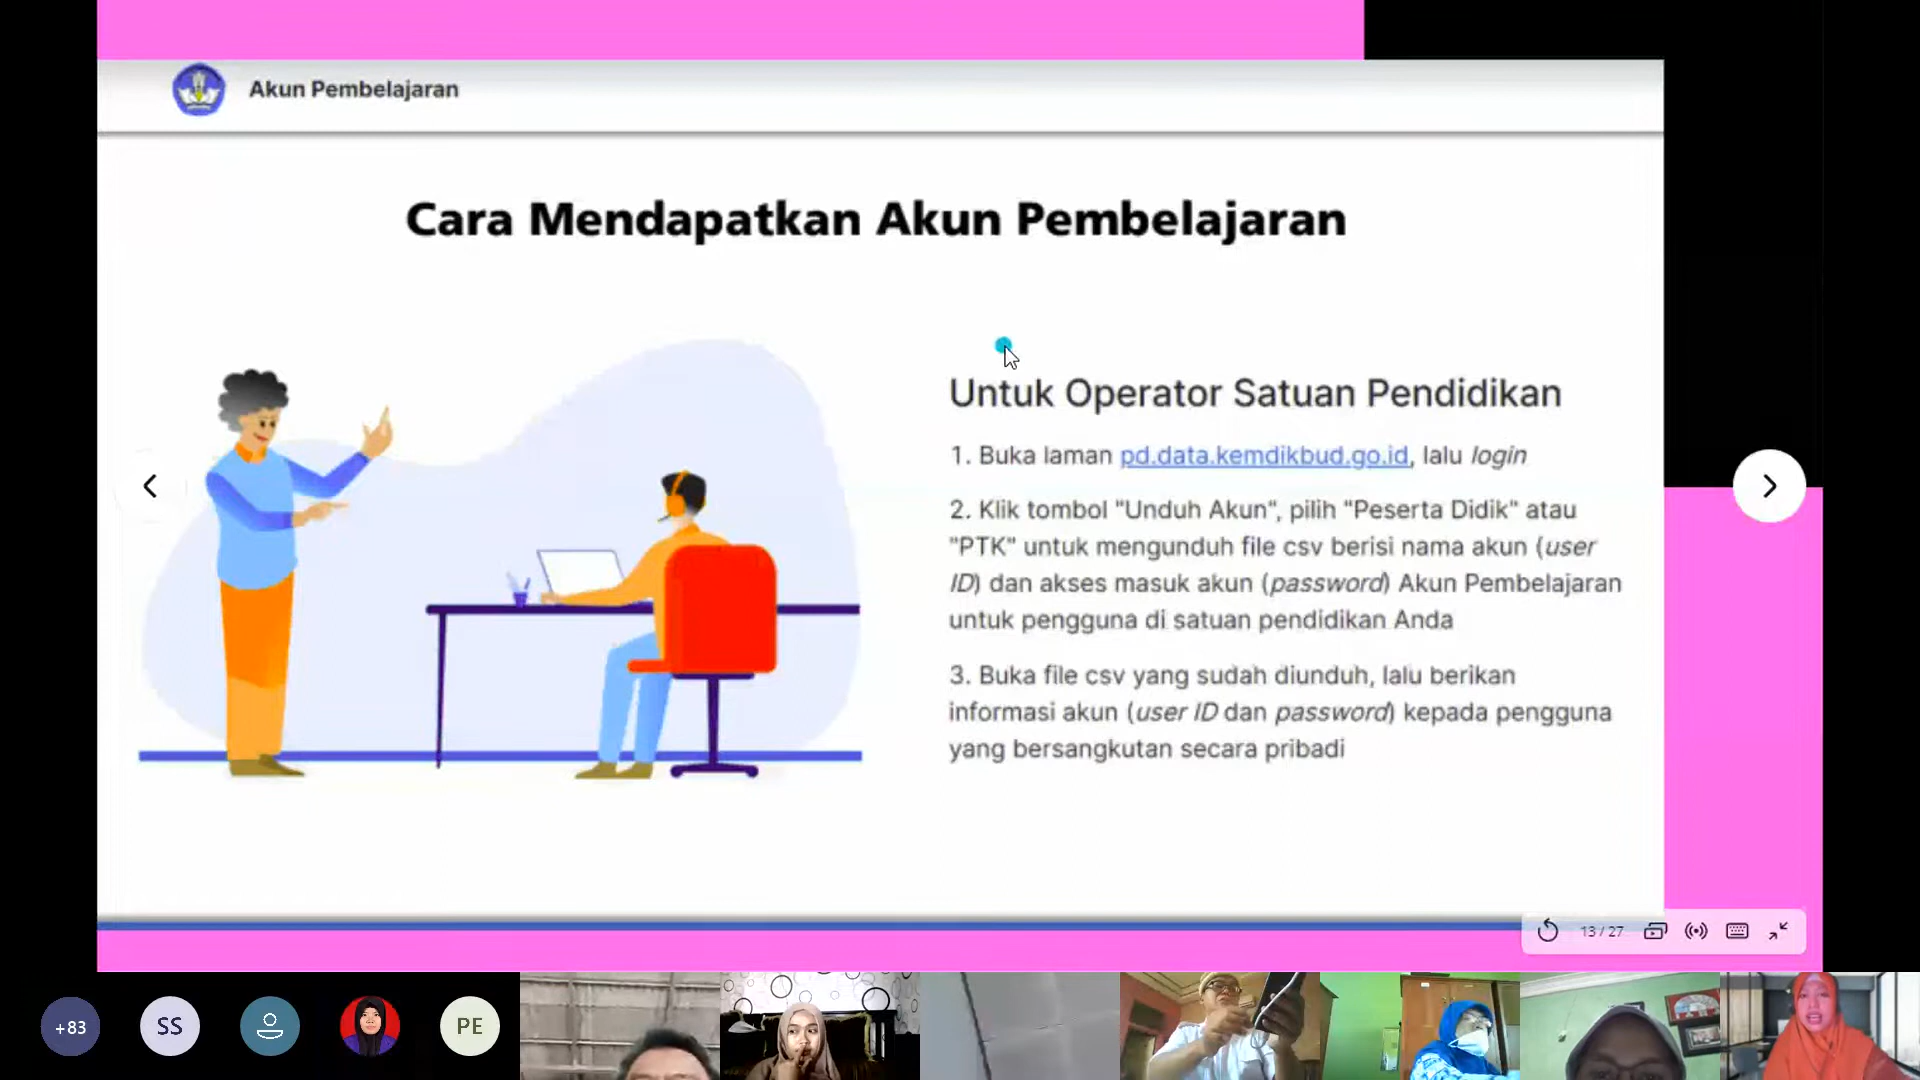 Akun Pembelajaran
Cara Mendapatkan Akun Pembelajaran
Untuk Operator Satuan Pendidikan
1. Buka laman pd.data.kemdikbud.go.id, lalu login
2. Klik tombol "Unduh Akun", pilih "Peserta Didik" atau
"PTK" untuk mengunduh file csv berisi nama akun (user
ID) dan akses masuk akun (password) Akun Pembelajaran
untuk pengguna di satuan pendidikan Anda
3. Buka file csv yang sudah diunduh, lalu berikan
informasi akun (user ID dan password) kepada pengguna
yang bersangkutan secara pribadi
13 / 27
+83
SS
PE